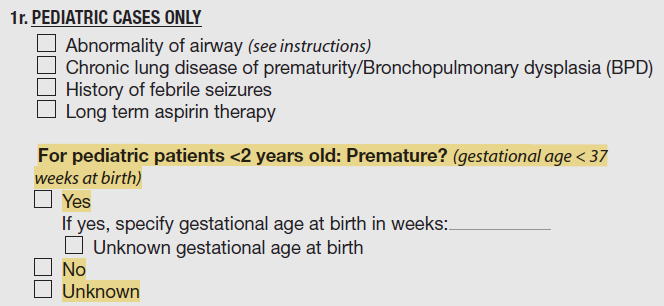 1r. PEDIATRIC CASES ONLY
Abnormality of airway (see instructions)
Chronic lung disease of prematurity/Bronchopulmonary dysplasia (BPD)
History of febrile seizures
Long term aspirin therapy
For pediatric patients <2 years old: Premature? (gestational age < 37
weeks at birth)
Yes
If yes, specify gestational age at birth in weeks:
Unknown gestational age at birth
No
Unknown